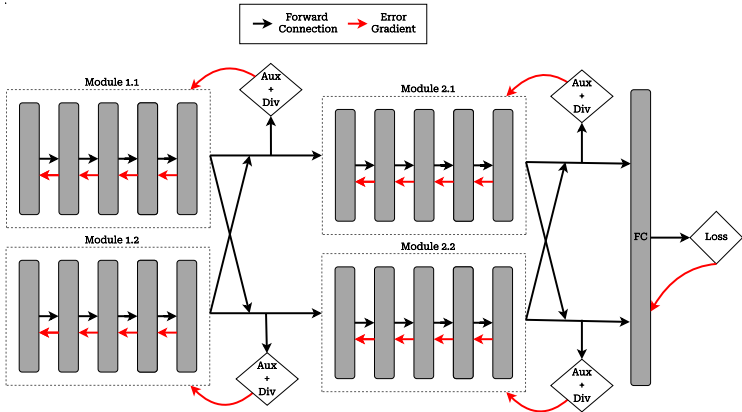 Forward
Connection
Error
Gradient
Module 1.1
Aux
+
Div
Module 2.1
Aux
+
Div
Module 1.2
Module 2.2
FC
Loss
Aux
+
Div
Aux
+
Div